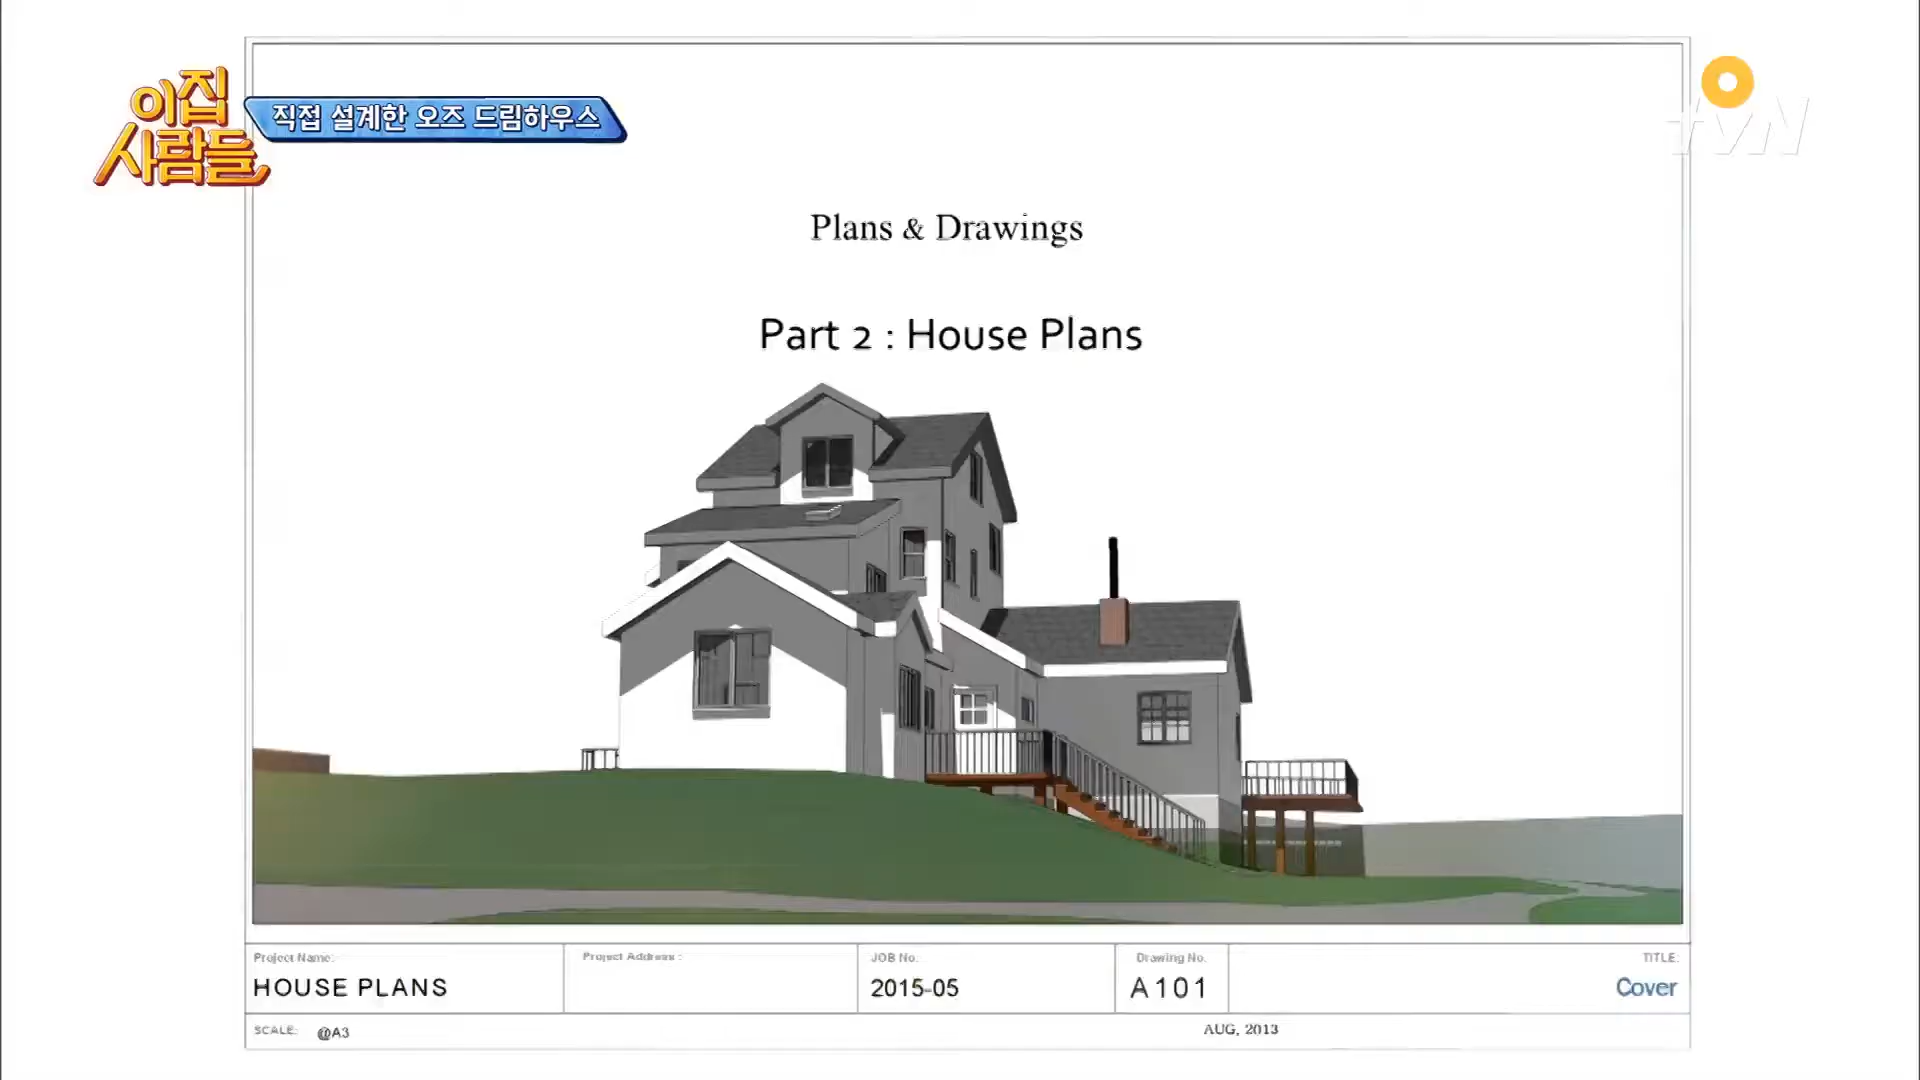 이집
사람들
직접 설계한 오즈 드림하우스
tvN
Plans & Drawings
Part 2 : House Plans
Project Name:
HOUSE PLANS
Project Address :
JOB No.
2015-05
Drawing No.
A101
TITLE:
Cover
SCALE: @A3
AUG, 2013